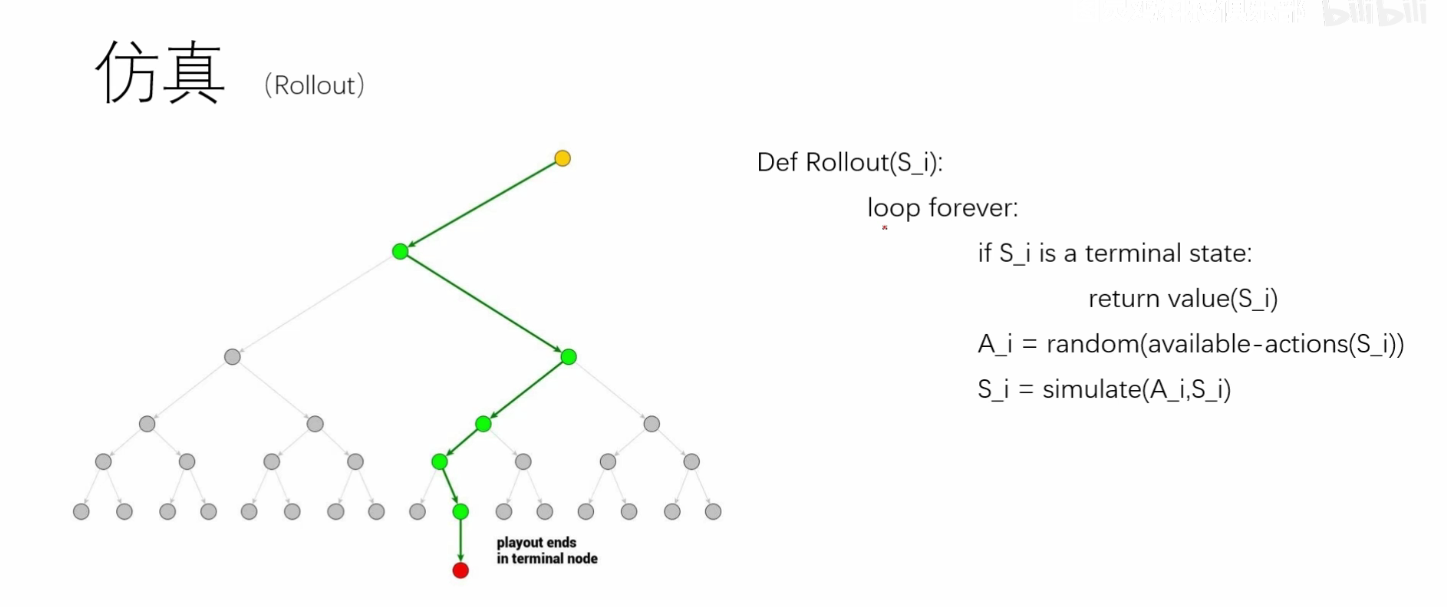 bilibili
仿真 (Rollout)
Def Rollout(S_i):
loop forever:
if S_i is a terminal state:
return value(S_i)
A_i = random(available-actions(S_i))
S_i = simulate(A_i,S_i)
playout ends
in terminal node